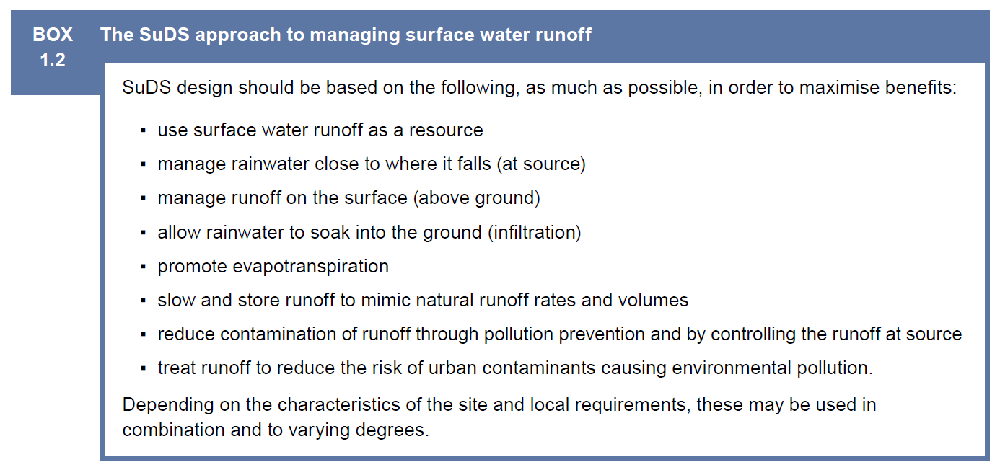 BOX
1.2
The SuDS approach to managing surface water runoff
SuDS design should be based on the following, as much as possible, in order to maximise benefits:
▪ use surface water runoff as a resource
▪ manage rainwater close to where it falls (at source)
▪ manage runoff on the surface (above ground)
▪ allow rainwater to soak into the ground (infiltration)
▪ promote evapotranspiration
▪ slow and store runoff to mimic natural runoff rates and volumes
▪ reduce contamination of runoff through pollution prevention and by controlling the runoff at source
▪ treat runoff to reduce the risk of urban contaminants causing environmental pollution.
Depending on the characteristics of the site and local requirements, these may be used in
combination and to varying degrees.